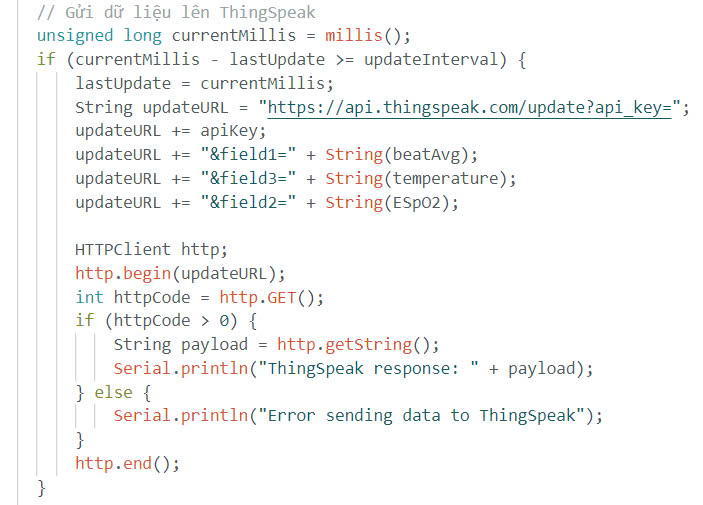 // Gửi dữ liệu lên ThingSpeak
unsigned long currentMillis = millis();
if (currentMillis - lastUpdate >= updateInterval) {
lastUpdate = currentMillis;
String updateURL = "https://api.thingspeak.com/update?api_key=";
updateURL += apiKey;
updateURL += "&field1=" + String(beatAvg);
updateURL += "&field3=" + String(temperature);
updateURL += "&field2=" + String(ESpO2);
HTTPClient http;
http.begin(updateURL);
int httpCode = http.GET();
if (httpCode > 0) {
String payload = http.getString();
Serial.println("ThingSpeak response: " + payload);
} else {
Serial.println("Error sending data to ThingSpeak");
}
http.end();
}